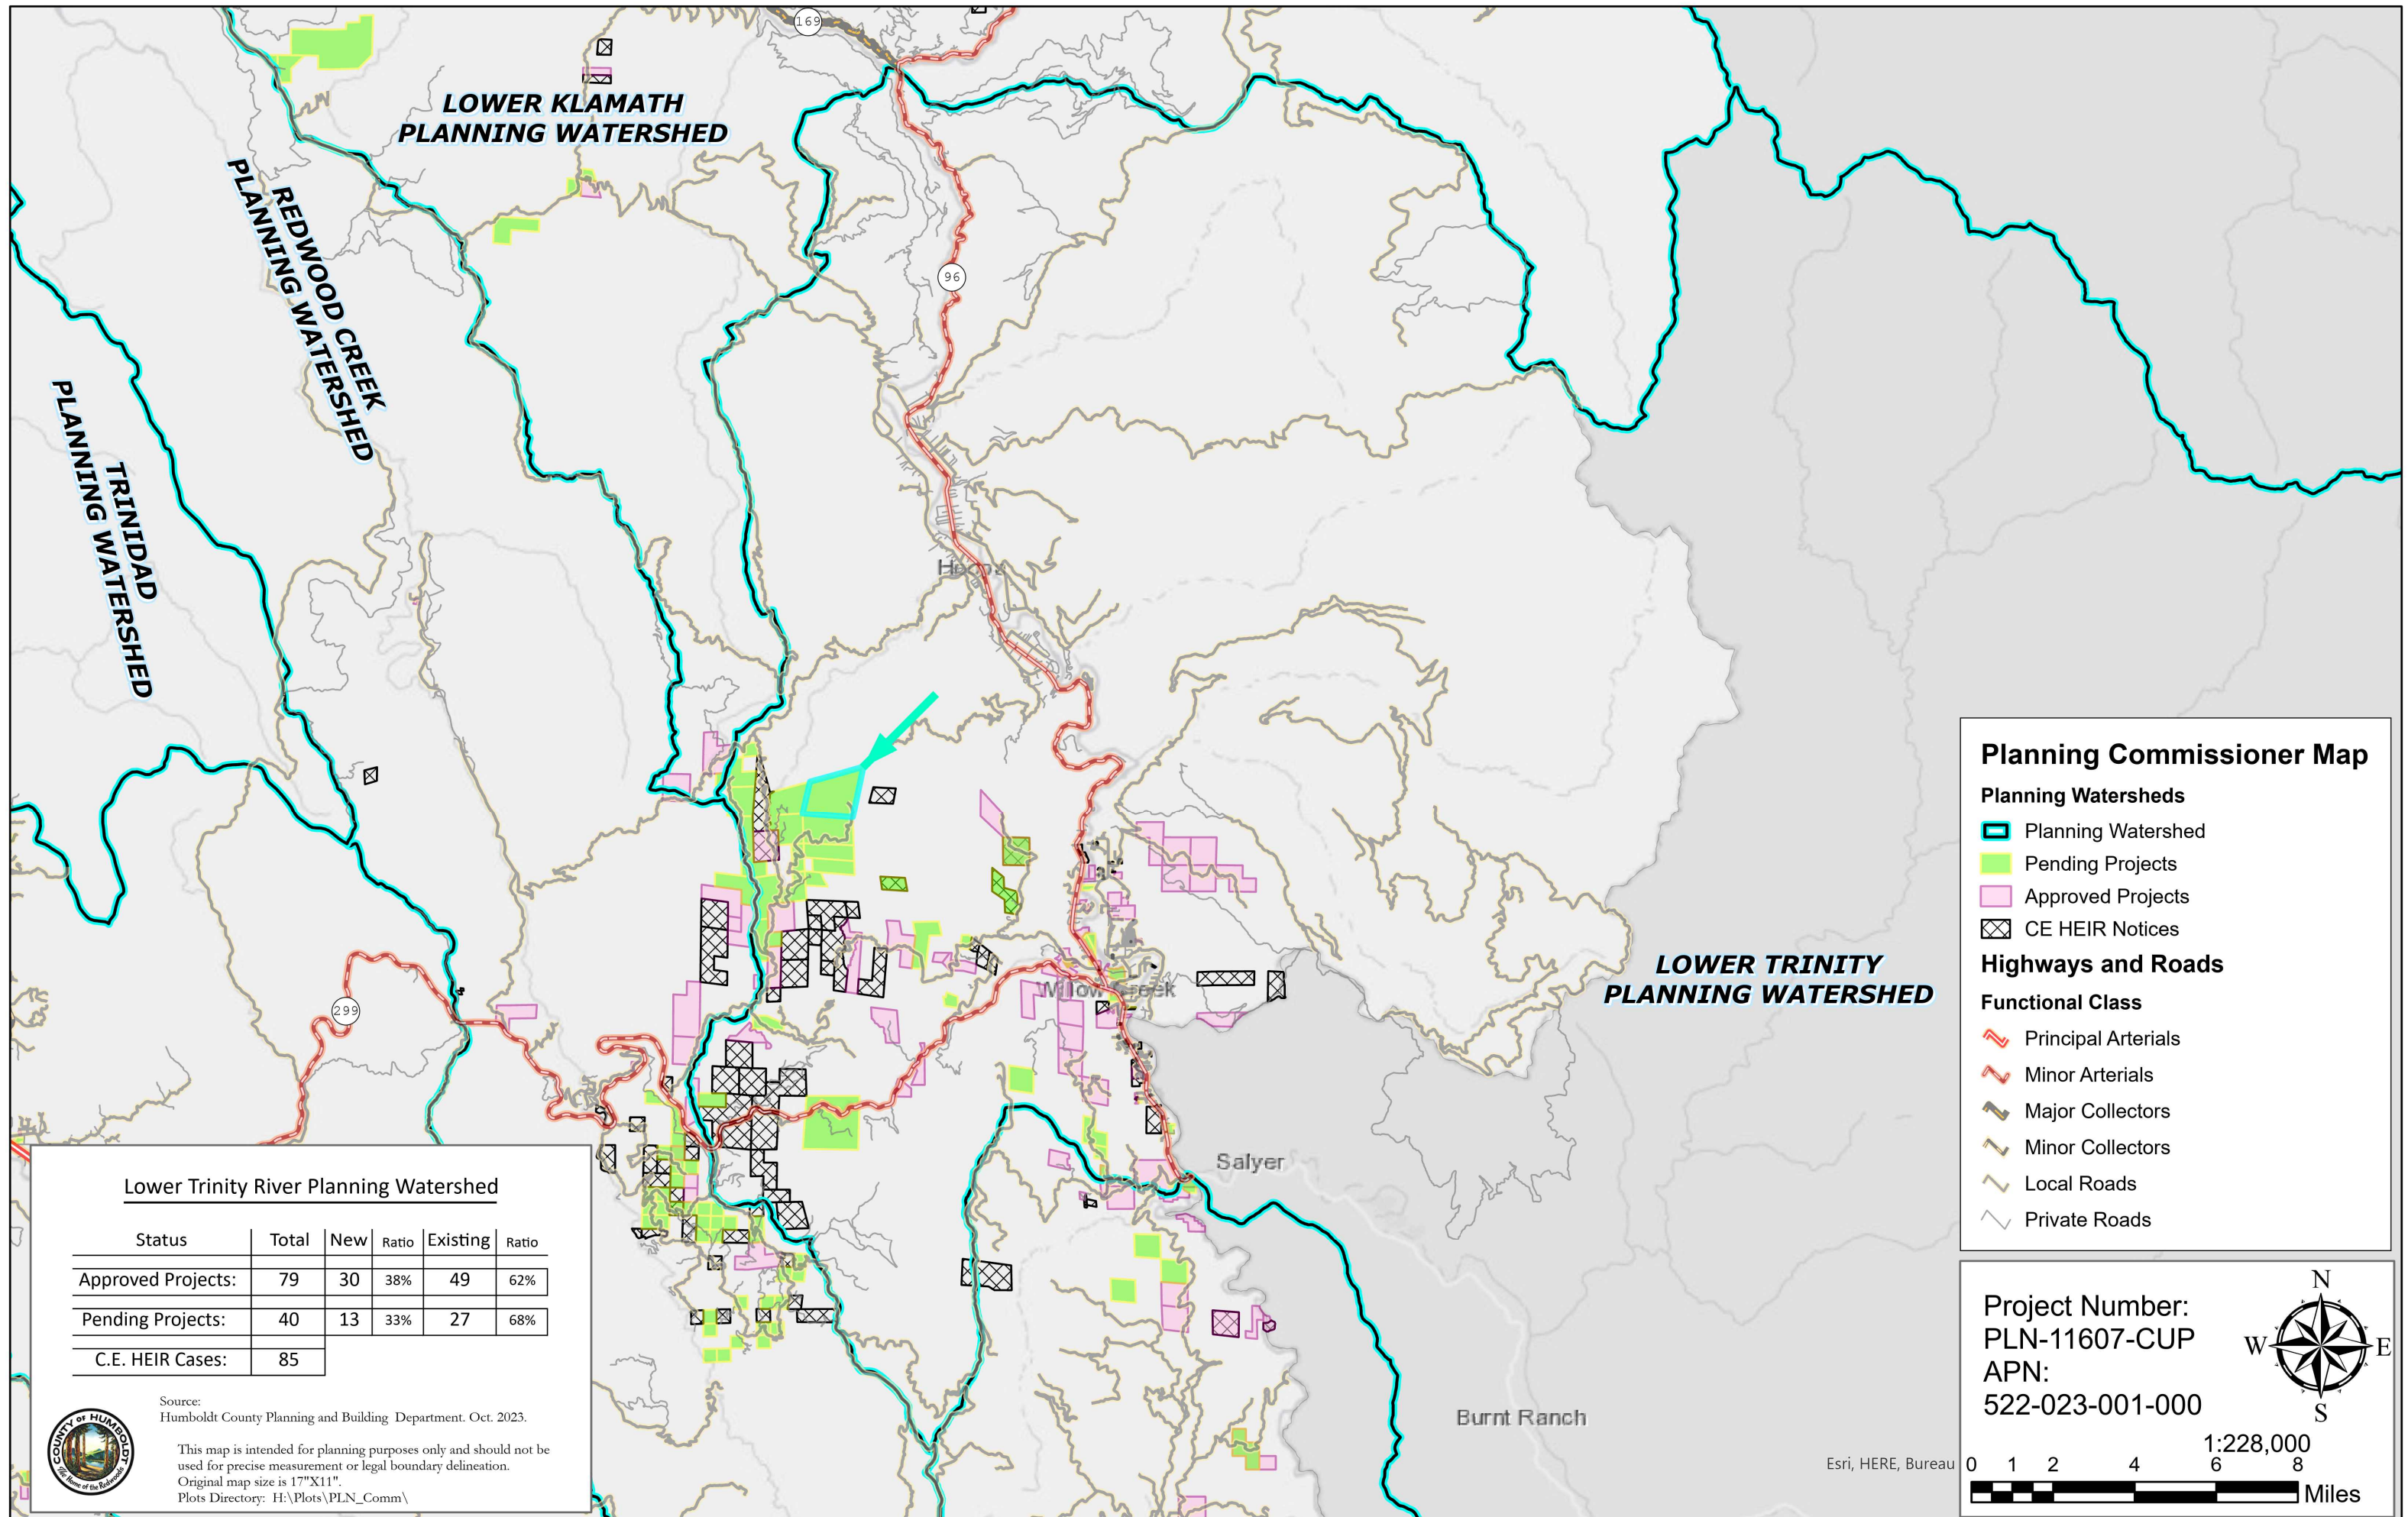 169
LOWER KLAMATH
PLANNING WATERSHED
REDWOOD CREEK
PLANNING WATERSHED
TRINIDAD
PLANNING WATERSHED
96
Hoopa
299
Willow Creek
LOWER TRINITY
PLANNING WATERSHED
Salyer
Burnt Ranch
Esri, HERE, Bureau
Planning Commissioner Map
Planning Watersheds
Planning Watershed
Pending Projects
Approved Projects
CE HEIR Notices
Highways and Roads
Functional Class
Principal Arterials
Minor Arterials
Major Collectors
Minor Collectors
Local Roads
Private Roads
Lower Trinity River Planning Watershed
Status Total New Ratio Existing Ratio
Approved Projects: 79 30 38% 49 62%
Pending Projects: 40 13 33% 27 68%
C.E. HEIR Cases: 85
Source:
Humboldt County Planning and Building Department. Oct. 2023.
This map is intended for planning purposes only and should not be
used for precise measurement or legal boundary delineation.
Original map size is 17"X11".
Plots Directory: H:\Plots\PLN_Comm\
COUNTY OF HUMBOLDT
The Home of the Redwoods
Project Number:
PLN-11607-CUP
APN:
522-023-001-000
N
W E
S
1:228,000
0 1 2 4 6 8
Miles